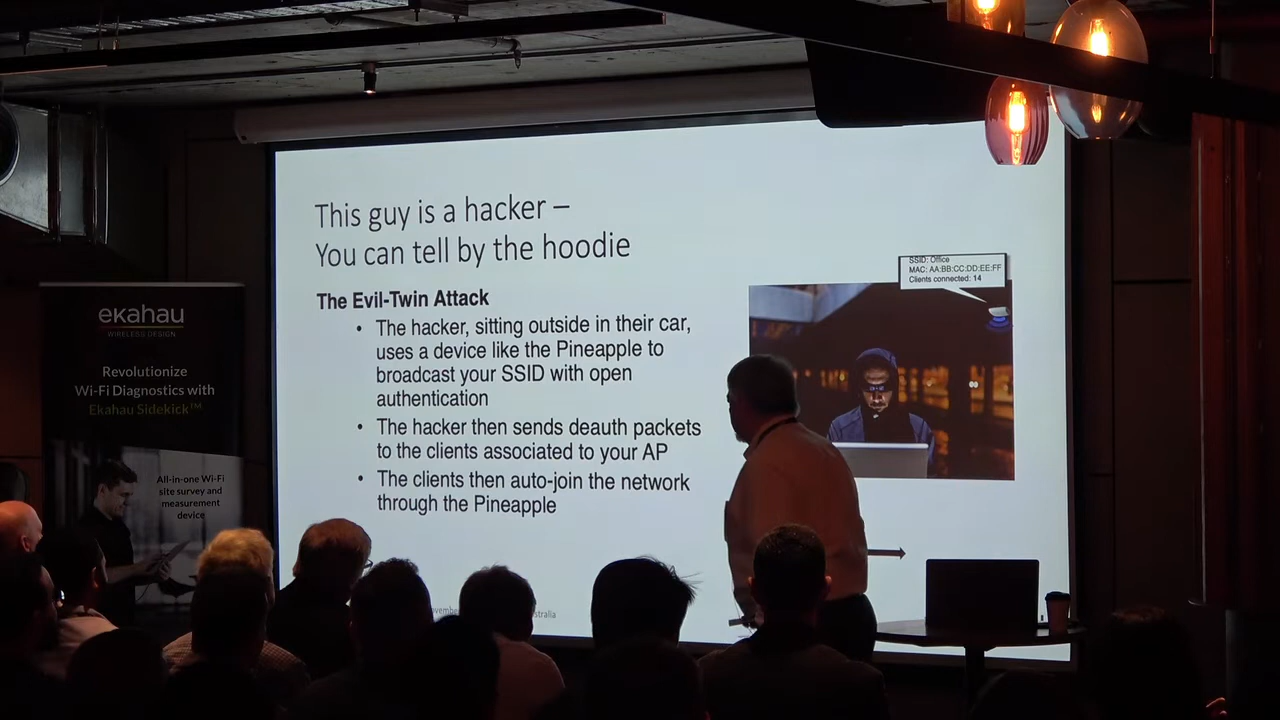 This guy is a hacker –
You can tell by the hoodie
The Evil-Twin Attack
• The hacker, sitting outside in their car,
uses a device like the Pineapple to
broadcast your SSID with open
authentication
• The hacker then sends deauth packets
to the clients associated to your AP
• The clients then auto-join the network
through the Pineapple
SSID: Office
MAC: AA:BB:CC:DD:EE:FF
Clients connected: 14
ekahau
WIRELESS DESIGN
Revolutionize
Wi-Fi Diagnostics with
Ekahau Sidekick™
All-in-one Wi-Fi
site survey and
measurement
device